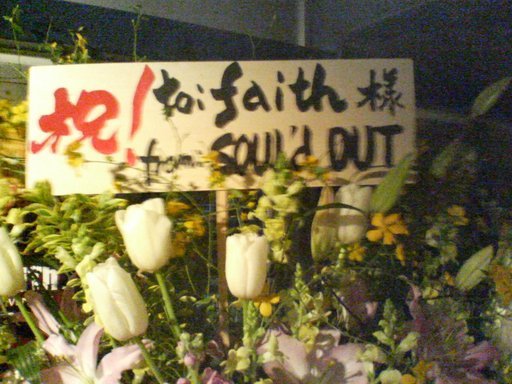 祝! to: faith 様
from: SOUL'd OUT